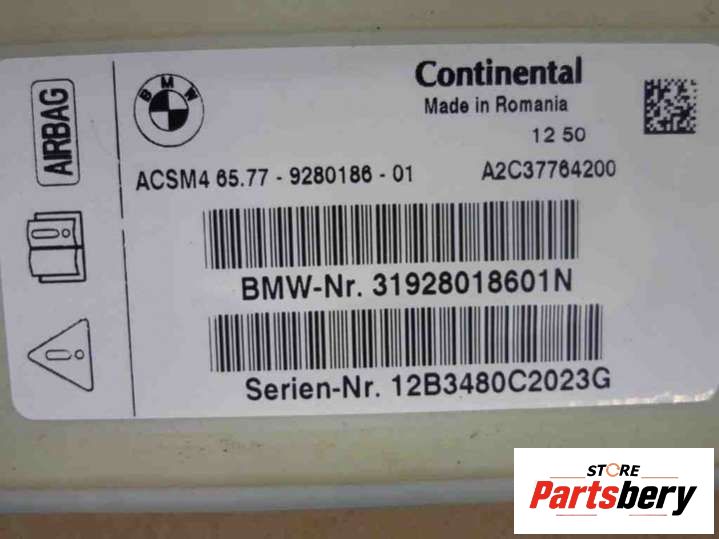 AIRBAG
BMW
Continental
Made in Romania
12 50
ACSM4 65.77 - 9280186 - 01 A2C37764200
BMW-Nr. 31928018601N
Serien-Nr. 12B3480C2023G
STORE
Partsbery